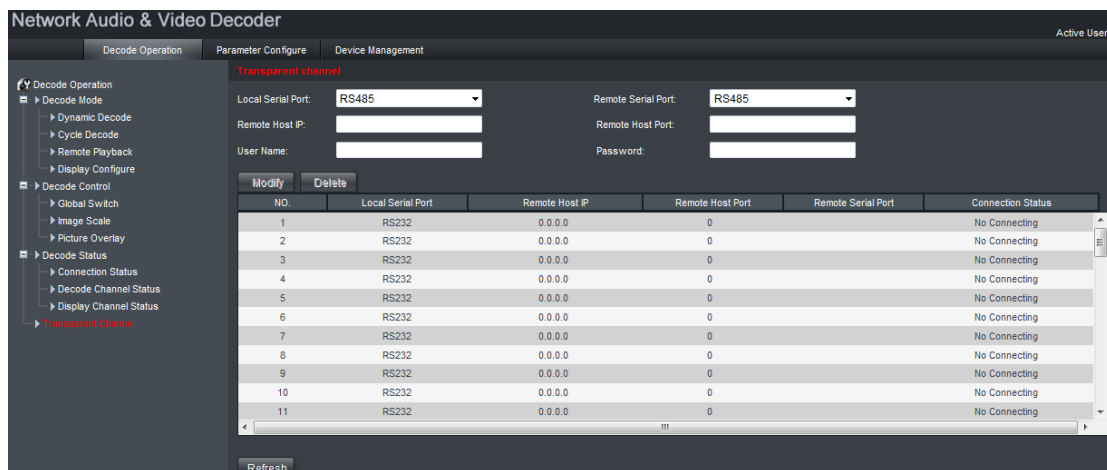 Network Audio & Video Decoder
Active User
Decode Operation Parameter Configure Device Management
Decode Operation
Decode Mode
Dynamic Decode
Cycle Decode
Remote Playback
Display Configure
Decode Control
Global Switch
Image Scale
Picture Overlay
Decode Status
Connection Status
Decode Channel Status
Display Channel Status
Transparent Channel
Transparent channel
Local Serial Port: RS485 Remote Serial Port: RS485
Remote Host IP: Remote Host Port:
User Name: Password:
Modify Delete
NO. Local Serial Port Remote Host IP Remote Host Port Remote Serial Port Connection Status
1 RS232 0.0.0.0 0 No Connecting
2 RS232 0.0.0.0 0 No Connecting
3 RS232 0.0.0.0 0 No Connecting
4 RS232 0.0.0.0 0 No Connecting
5 RS232 0.0.0.0 0 No Connecting
6 RS232 0.0.0.0 0 No Connecting
7 RS232 0.0.0.0 0 No Connecting
8 RS232 0.0.0.0 0 No Connecting
9 RS232 0.0.0.0 0 No Connecting
10 RS232 0.0.0.0 0 No Connecting
11 RS232 0.0.0.0 0 No Connecting
Refresh